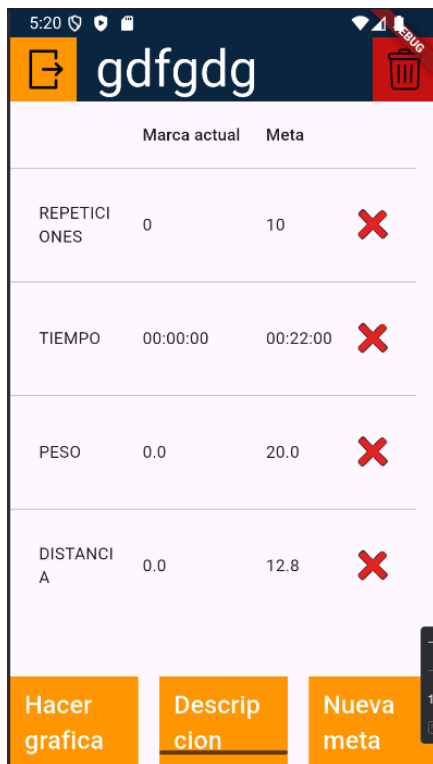 5:20
DEBUG
gdfgdg
Marca actual Meta
REPETICI
ONES
0 10
TIEMPO 00:00:00 00:22:00
PESO 0.0 20.0
DISTANCI
A
0.0 12.8
Hacer
grafica
Descrip
cion
Nueva
meta